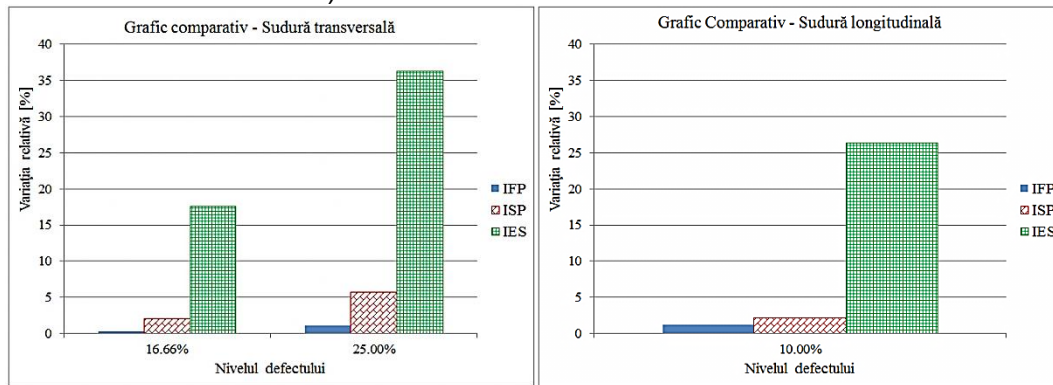 )
Grafic comparativ - Sudură transversală
Variația relativă [%]
40
35
30
25
20
15
10
5
0
16.66%
25.00%
Nivelul defectului
IFP
ISP
IES
Grafic Comparativ - Sudură longitudinală
Variația relativă [%]
40
35
30
25
20
15
10
5
0
10.00%
Nivelul defectului
IFP
ISP
IES